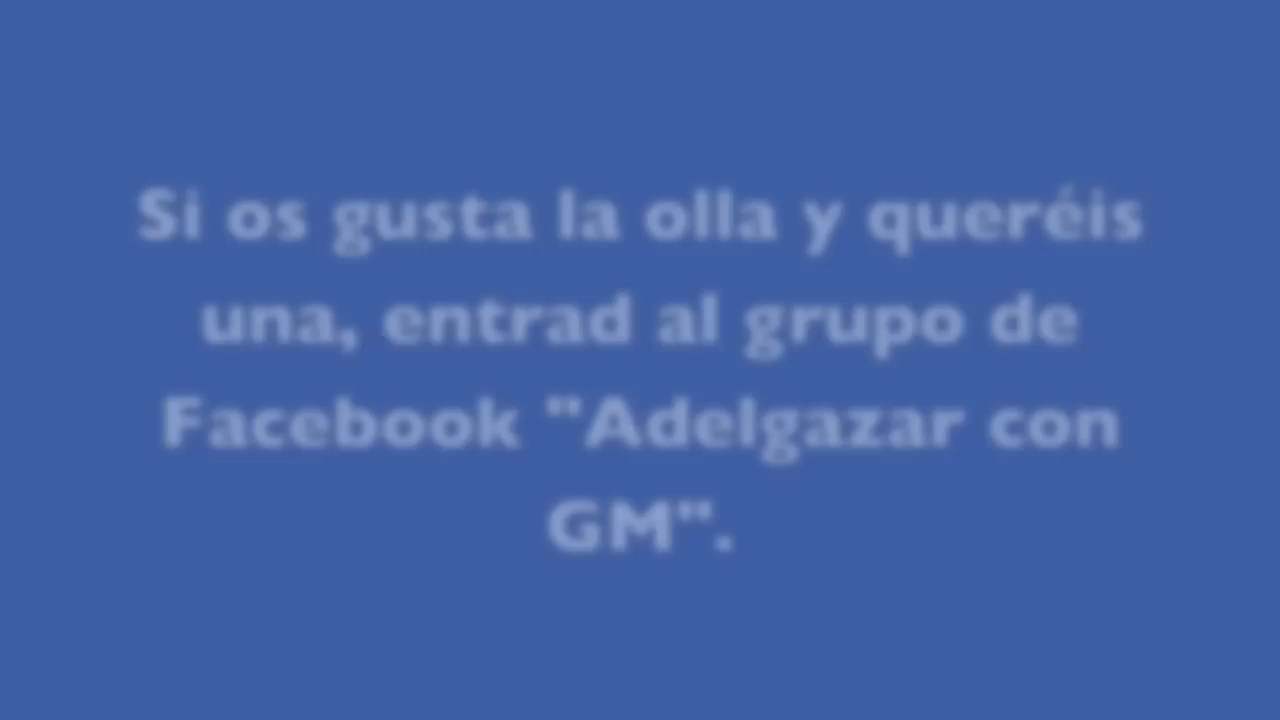 Si os gusta la olla y queréis
una, entrad al grupo de
Facebook "Adelgazar con
GM".